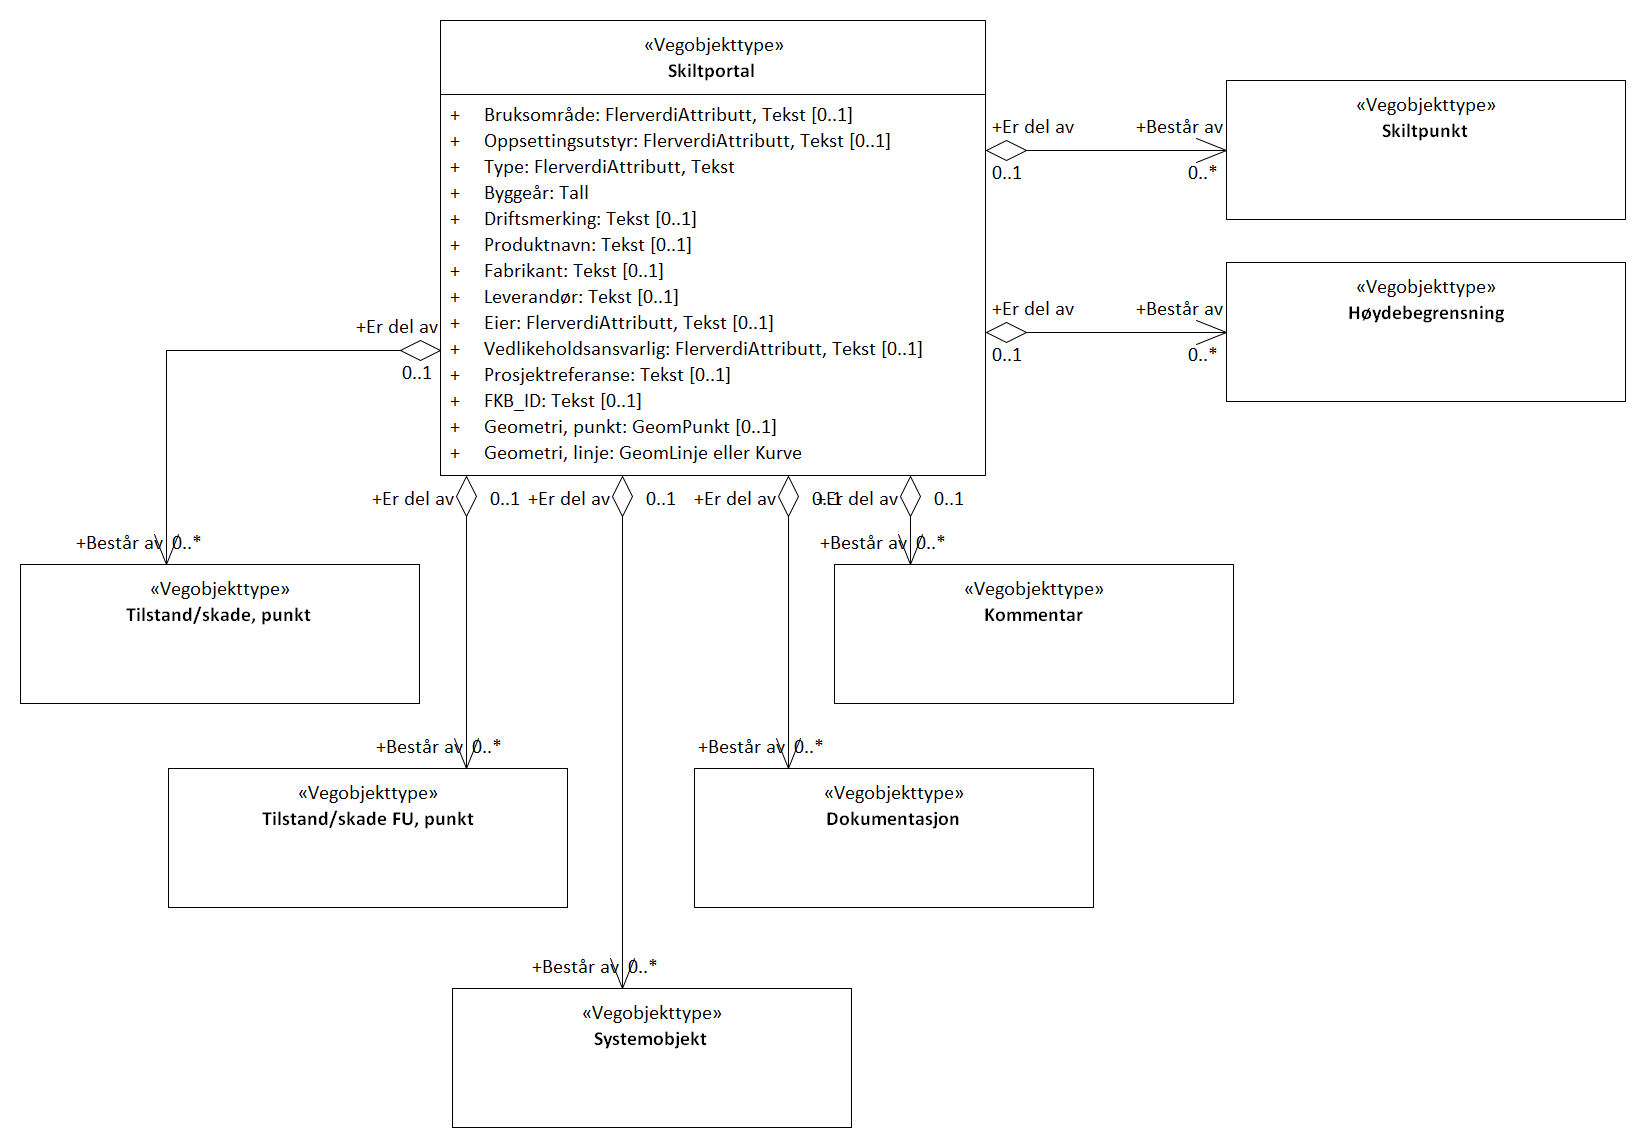 «Vegobjekttype»
Skiltportal
+ Bruksområde: FlerverdiAttributt, Tekst [0..1]
+ Oppsettingsutstyr: FlerverdiAttributt, Tekst [0..1]
+ Type: FlerverdiAttributt, Tekst
+ Byggeår: Tall
+ Driftsmerking: Tekst [0..1]
+ Produktnavn: Tekst [0..1]
+ Fabrikant: Tekst [0..1]
+ Leverandør: Tekst [0..1]
+ Eier: FlerverdiAttributt, Tekst [0..1]
+ Vedlikeholdsansvarlig: FlerverdiAttributt, Tekst [0..1]
+ Prosjektreferanse: Tekst [0..1]
+ FKB_ID: Tekst [0..1]
+ Geometri, punkt: GeomPunkt [0..1]
+ Geometri, linje: GeomLinje eller Kurve
+Er del av
0..1
+Består av
0..*
«Vegobjekttype»
Skiltpunkt
+Er del av
0..1
+Består av
0..*
«Vegobjekttype»
Høydebegrensning
+Er del av
0..1
+Består av 0..*
«Vegobjekttype»
Tilstand/skade, punkt
+Er del av 0..1
+Består av 0..*
«Vegobjekttype»
Tilstand/skade FU, punkt
+Er del av 0..1
+Består av 0..*
«Vegobjekttype»
Systemobjekt
+Er del av 0..1
+Består av 0..*
«Vegobjekttype»
Dokumentasjon
+Er del av 0..1
+Består av 0..*
«Vegobjekttype»
Kommentar